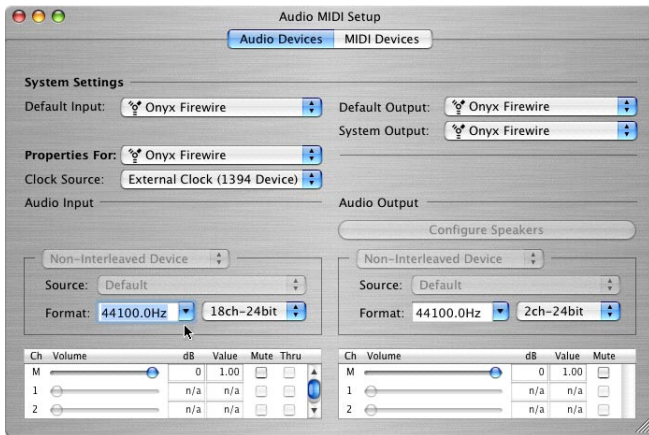 Audio MIDI Setup
Audio Devices MIDI Devices
System Settings
Default Input: Onyx Firewire
Default Output: Onyx Firewire
System Output: Onyx Firewire
Properties For: Onyx Firewire
Clock Source: External Clock (1394 Device)
Audio Input
Audio Output
Configure Speakers
Non-Interleaved Device
Source: Default
Format: 44100.0Hz 18ch-24bit
Non-Interleaved Device
Source: Default
Format: 44100.0Hz 2ch-24bit
Ch Volume dB Value Mute Thru
M 0 1.00
1 n/a n/a
2 n/a n/a
Ch Volume dB Value Mute
M 0 1.00
1 n/a n/a
2 n/a n/a